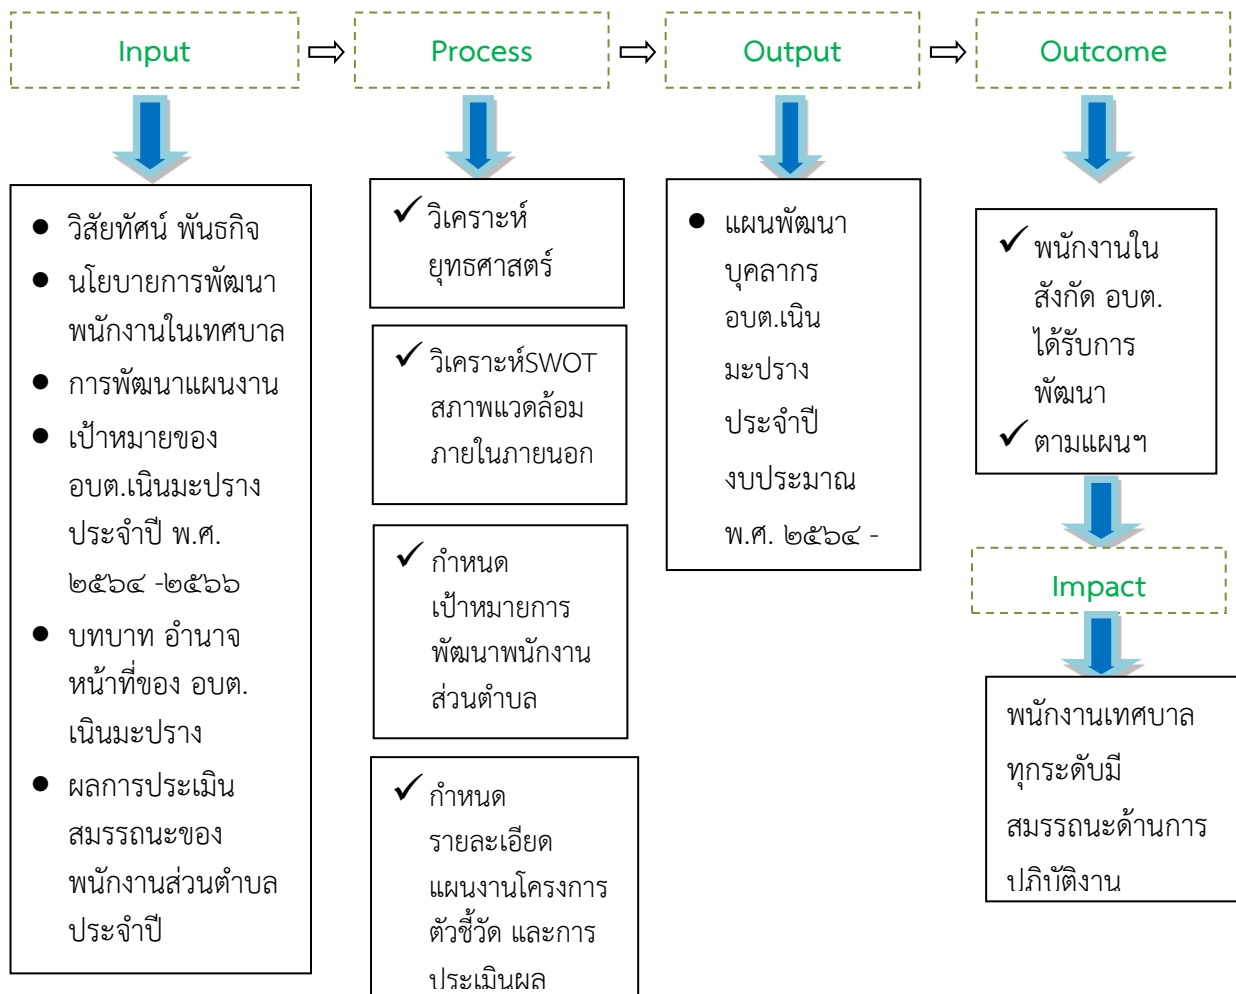 Input
Process
Output
Outcome
วิสัยทัศน์ พันธกิจ
นโยบายการพัฒนา
พนักงานในเทศบาล
การพัฒนาแผนงาน
เป้าหมายของ
อบต.เนินมะปราง
ประจำปี พ.ศ.
๒๕๖๔ -๒๕๖๖
บทบาท อำนาจ
หน้าที่ของ อบต.
เนินมะปราง
ผลการประเมิน
สมรรถนะของ
พนักงานส่วนตำบล
ประจำปี
วิเคราะห์
ยุทธศาสตร์
วิเคราะห์SWOT
สภาพแวดล้อม
ภายในภายนอก
กำหนด
เป้าหมายการ
พัฒนาพนักงาน
ส่วนตำบล
กำหนด
รายละเอียด
แผนงานโครงการ
ตัวชี้วัด และการ
ประเมินผล
แผนพัฒนา
บุคลากร
อบต.เนิน
มะปราง
ประจำปี
งบประมาณ
พ.ศ. ๒๕๖๔ -
พนักงานใน
สังกัด อบต.
ได้รับการ
พัฒนา
ตามแผนฯ
Impact
พนักงานเทศบาล
ทุกระดับมี
สมรรถนะด้านการ
ปฏิบัติงาน